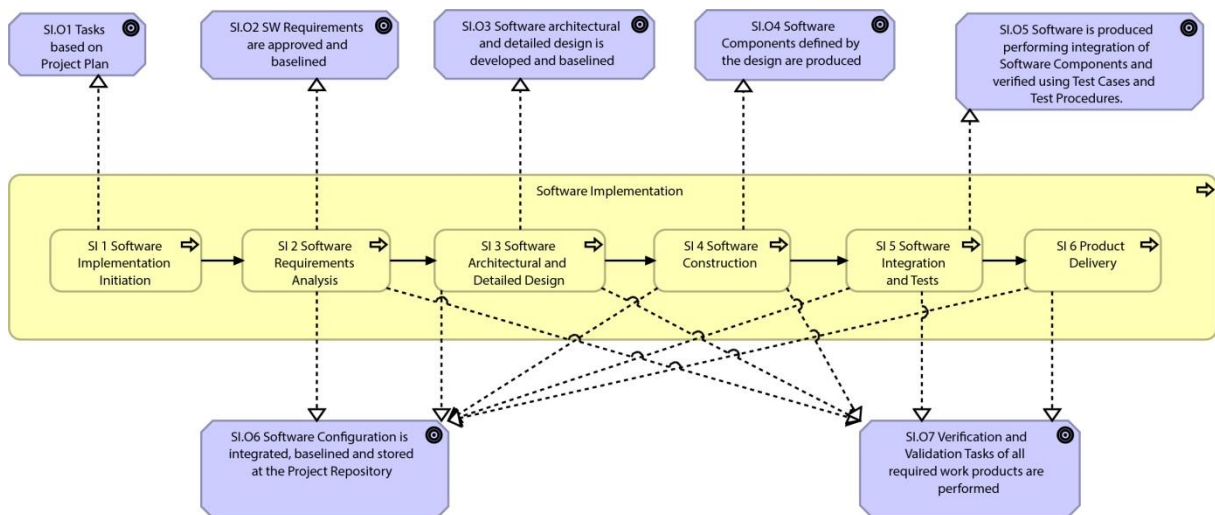 SI.O1 Tasks
based on
Project Plan
SI.O2 SW Requirements
are approved and
baselined
SI.O3 Software architectural
and detailed design is
developed and baselined
SI.O4 Software
Components defined by
the design are produced
SI.O5 Software is produced
performing integration of
Software Components and
verified using Test Cases and
Test Procedures.
Software Implementation
SI 1 Software
Implementation
Initiation
SI 2 Software
Requirements
Analysis
SI 3 Software
Architectural and
Detailed Design
SI 4 Software
Construction
SI 5 Software
Integration
and Tests
SI 6 Product
Delivery
SI.O6 Software Configuration is
integrated, baselined and stored
at the Project Repository
SI.O7 Verification and
Validation Tasks of all
required work products are
performed